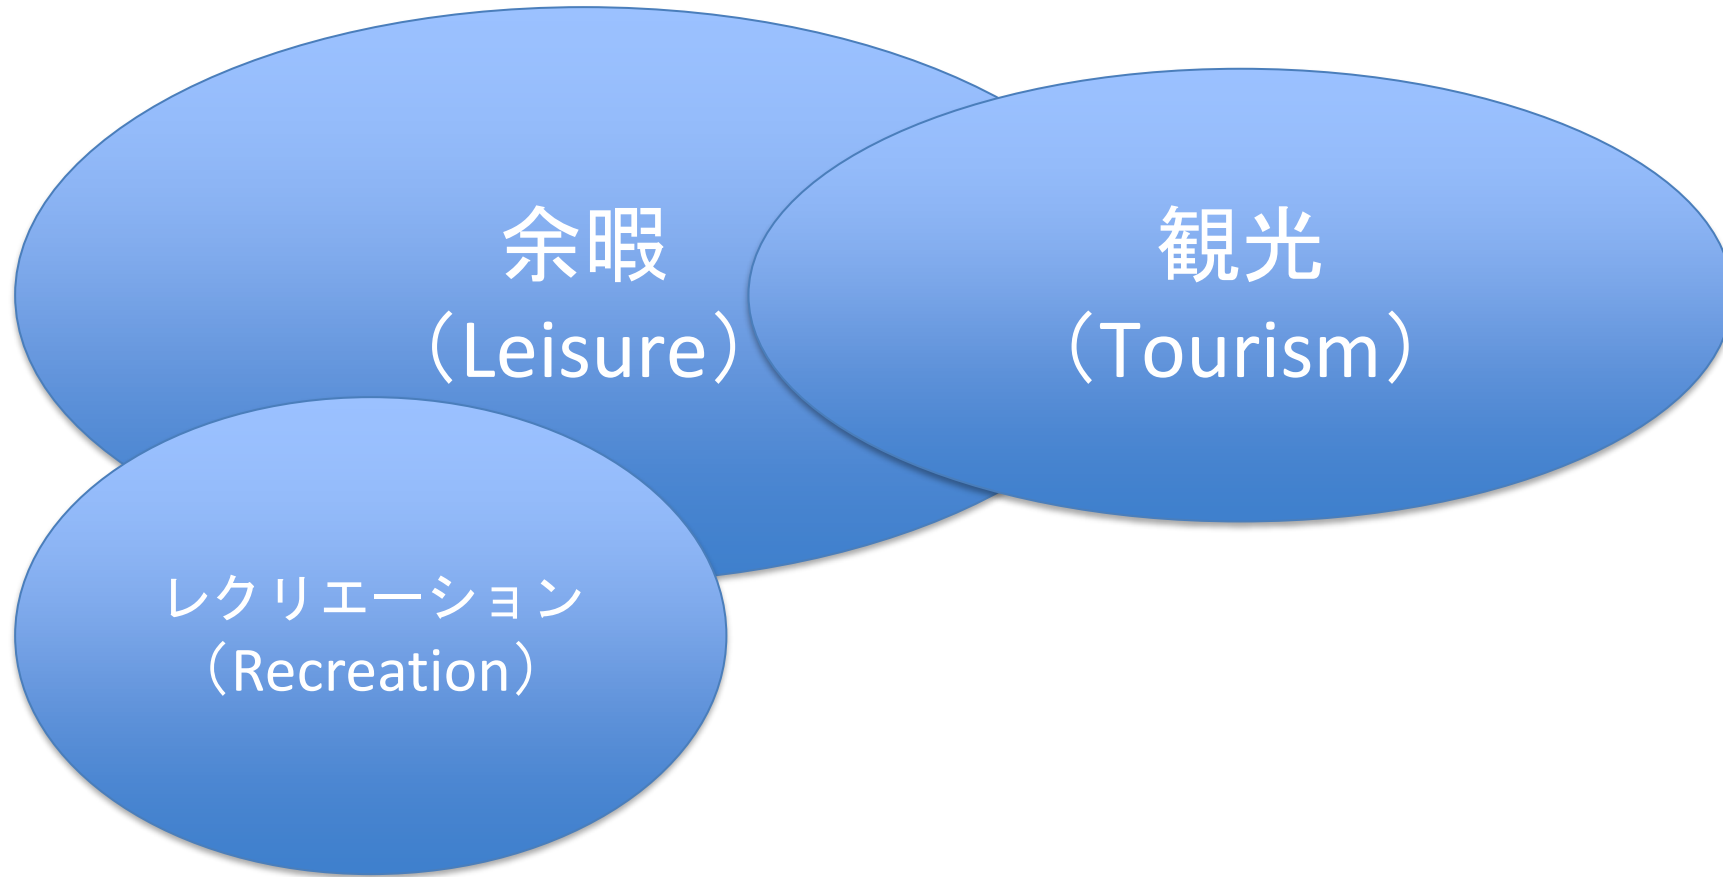 余暇
（Leisure）
観光
（Tourism）
レクリエーション
（Recreation）